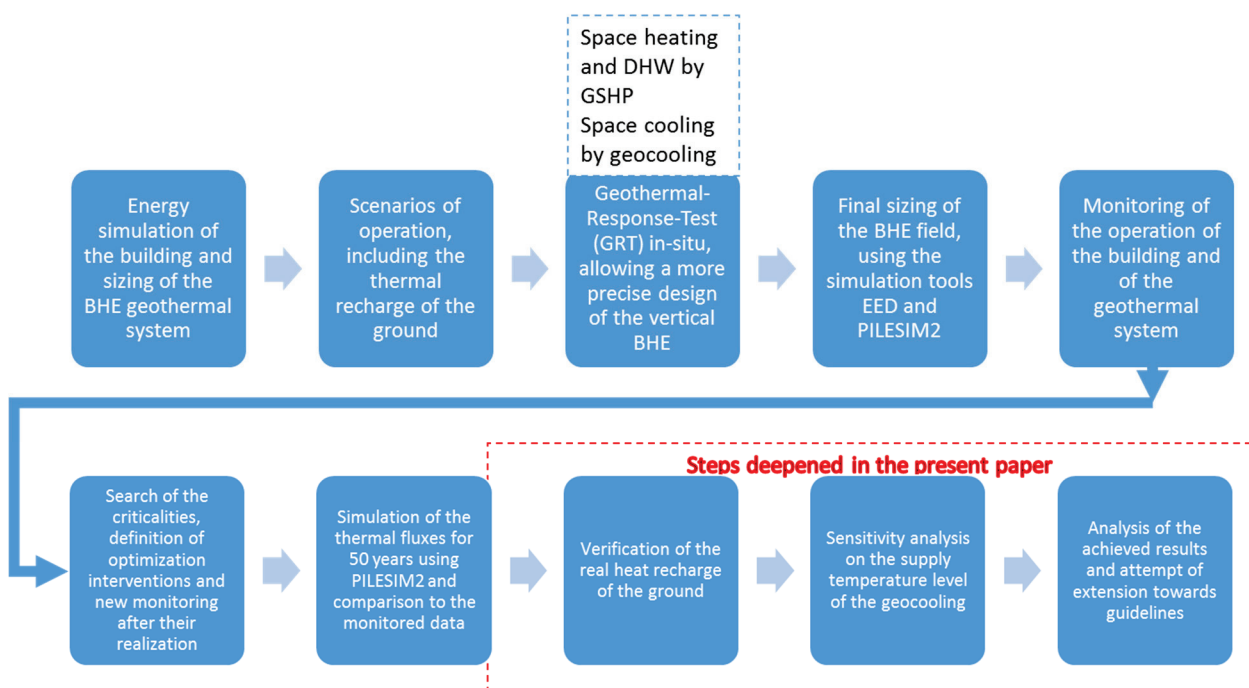 Space heating
and DHW by
GSHP
Space cooling
by geocooling
Energy
simulation of
the building and
sizing of the
BHE geothermal
system
Scenarios of
operation,
including the
thermal
recharge of the
ground
Geothermal-
Response-Test
(GRT) in-situ,
allowing a more
precise design
of the vertical
BHE
Final sizing of
the BHE field,
using the
simulation tools
EED and
PILESIM2
Monitoring of
the operation of
the building and
of the
geothermal
system
Steps deepened in the present paper
Search of the
criticalities,
definition of
optimization
interventions and
new monitoring
after their
realization
Simulation of the
thermal fluxes for
50 years using
PILESIM2 and
comparison to the
monitored data
Verification of the
real heat recharge
of the ground
Sensitivity analysis
on the supply
temperature level
of the geocooling
Analysis of the
achieved results
and attempt of
extension towards
guidelines